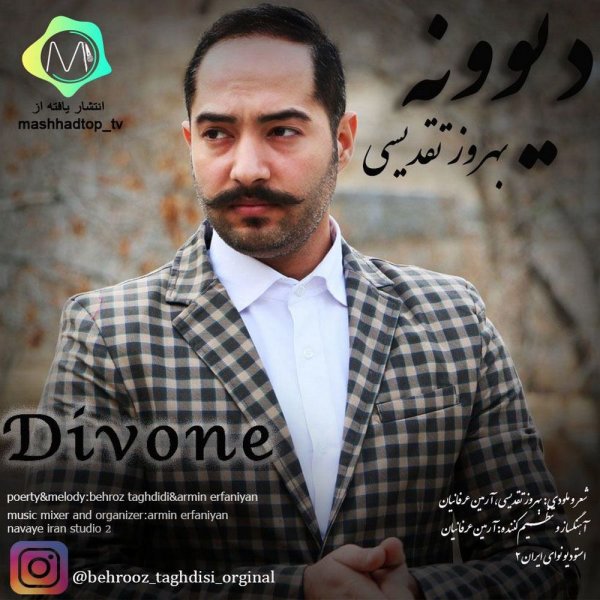 M
انتشار یافته از
mashhadtop_tv
دیوونه
بهروز تقدیسی
Divone
poerty&melody:behroz taghdidi&armin erfaniyan
music mixer and organizer:armin erfaniyan
navaye iran studio 2
شعر و ملودی: بهروز تقدیسی، آرمین عرفانیان
آهنگساز و تنظیم کننده: آرمین عرفانیان
استودیو نوای ایران ۲
@behrooz_taghdisi_orginal